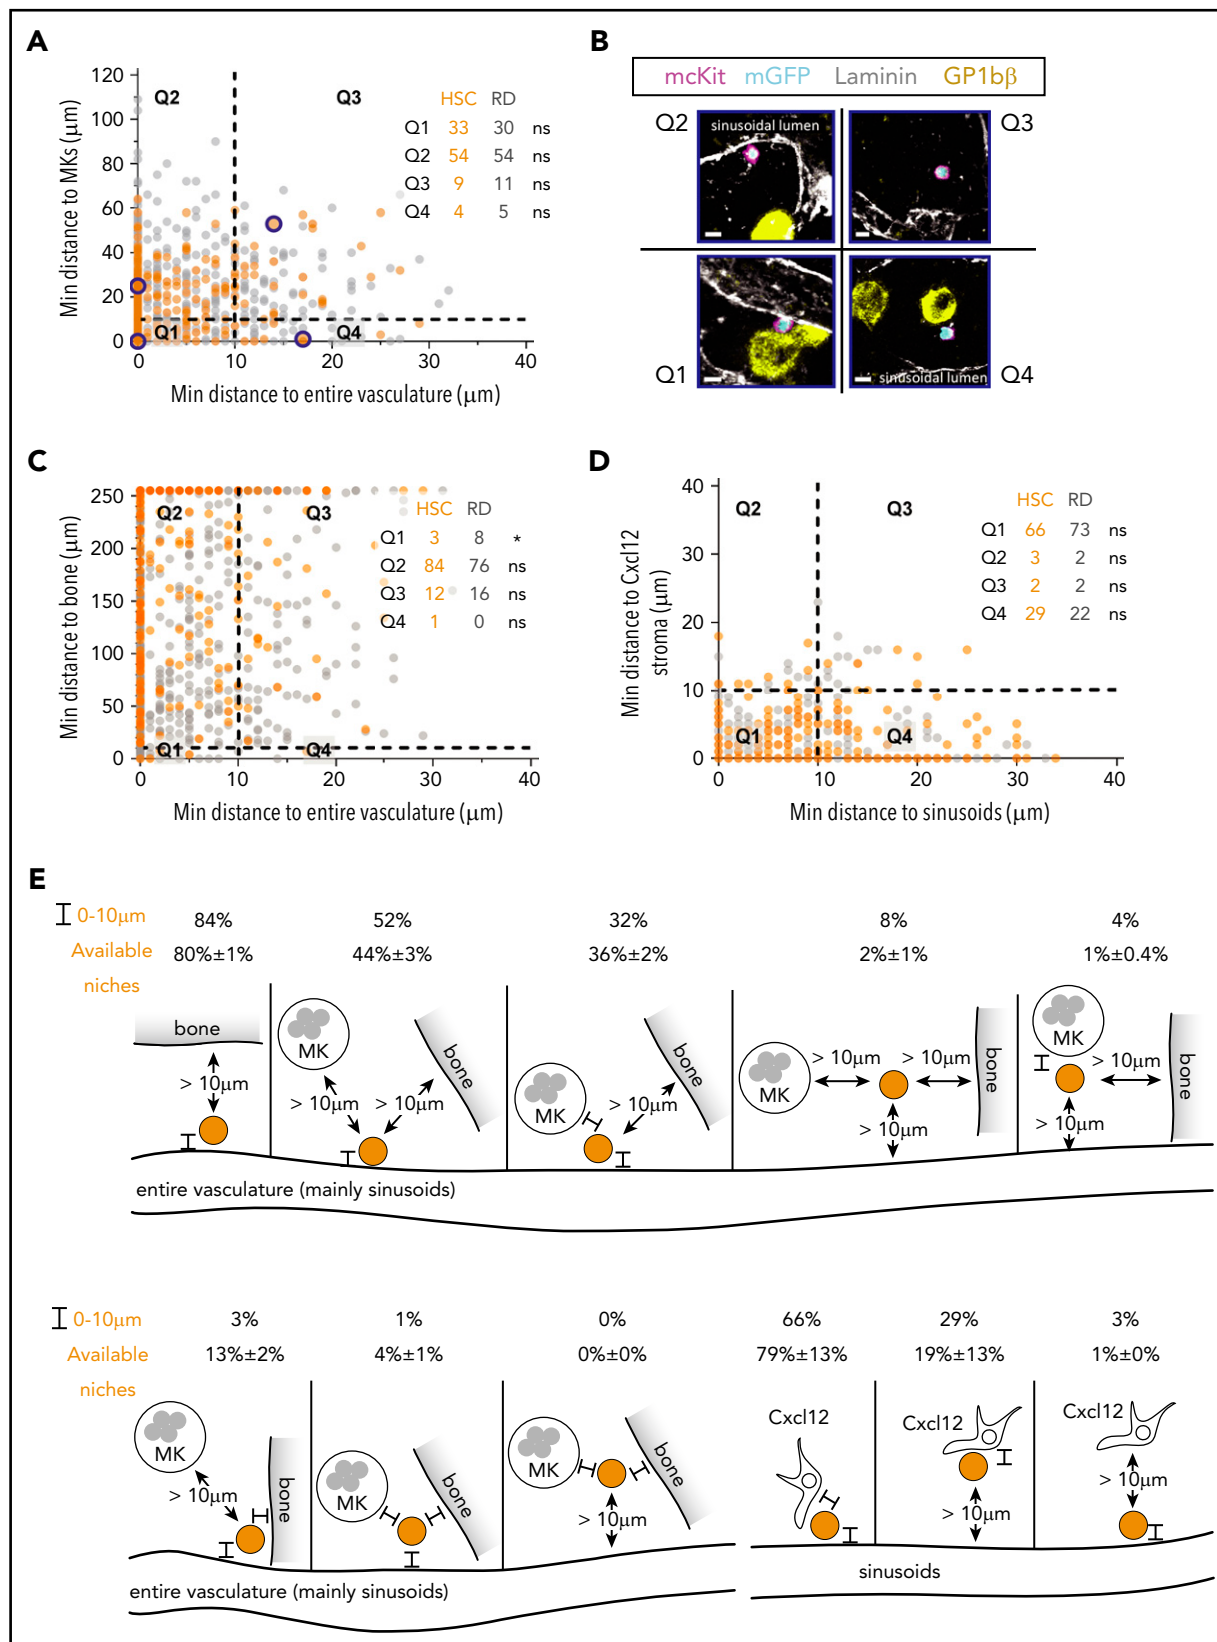 A
Min distance to MKs (μm)
120
100
80
60
40
20
0
Q2
Q3
Q1
Q4
HSC RD
Q1 33 30 ns
Q2 54 54 ns
Q3 9 11 ns
Q4 4 5 ns
0 10 20 30 40
Min distance to entire vasculature (μm)
B
mcKit mGFP Laminin GP1bβ
Q2
sinusoidal lumen
Q3
Q1
sinusoidal lumen
Q4
C
Min distance to bone (μm)
250
200
150
100
50
0
Q2
Q3
Q1
Q4
HSC RD
Q1 3 8 *
Q2 84 76 ns
Q3 12 16 ns
Q4 1 0 ns
0 10 20 30 40
Min distance to entire vasculature (μm)
D
Min distance to Cxcl12
stroma (μm)
40
30
20
10
0
Q2
Q3
Q1
Q4
HSC RD
Q1 66 73 ns
Q2 3 2 ns
Q3 2 2 ns
Q4 29 22 ns
0 10 20 30 40
Min distance to sinusoids (μm)
E
0-10μm 84% 52% 32% 8% 4%
Available 80%±1% 44%±3% 36%±2% 2%±1% 1%±0.4%
niches
bone
> 10μm
MK
bone
> 10μm > 10μm
MK
bone
> 10μm
MK
bone
> 10μm > 10μm
> 10μm
MK
bone
> 10μm
> 10μm
entire vasculature (mainly sinusoids)
0-10μm 3% 1% 0% 66% 29% 3%
Available 13%±2% 4%±1% 0%±0% 79%±13% 19%±13% 1%±0%
niches
MK
bone
> 10μm
MK
bone
MK
bone
> 10μm
Cxcl12
Cxcl12
> 10μm
Cxcl12
> 10μm
entire vasculature (mainly sinusoids)
sinusoids